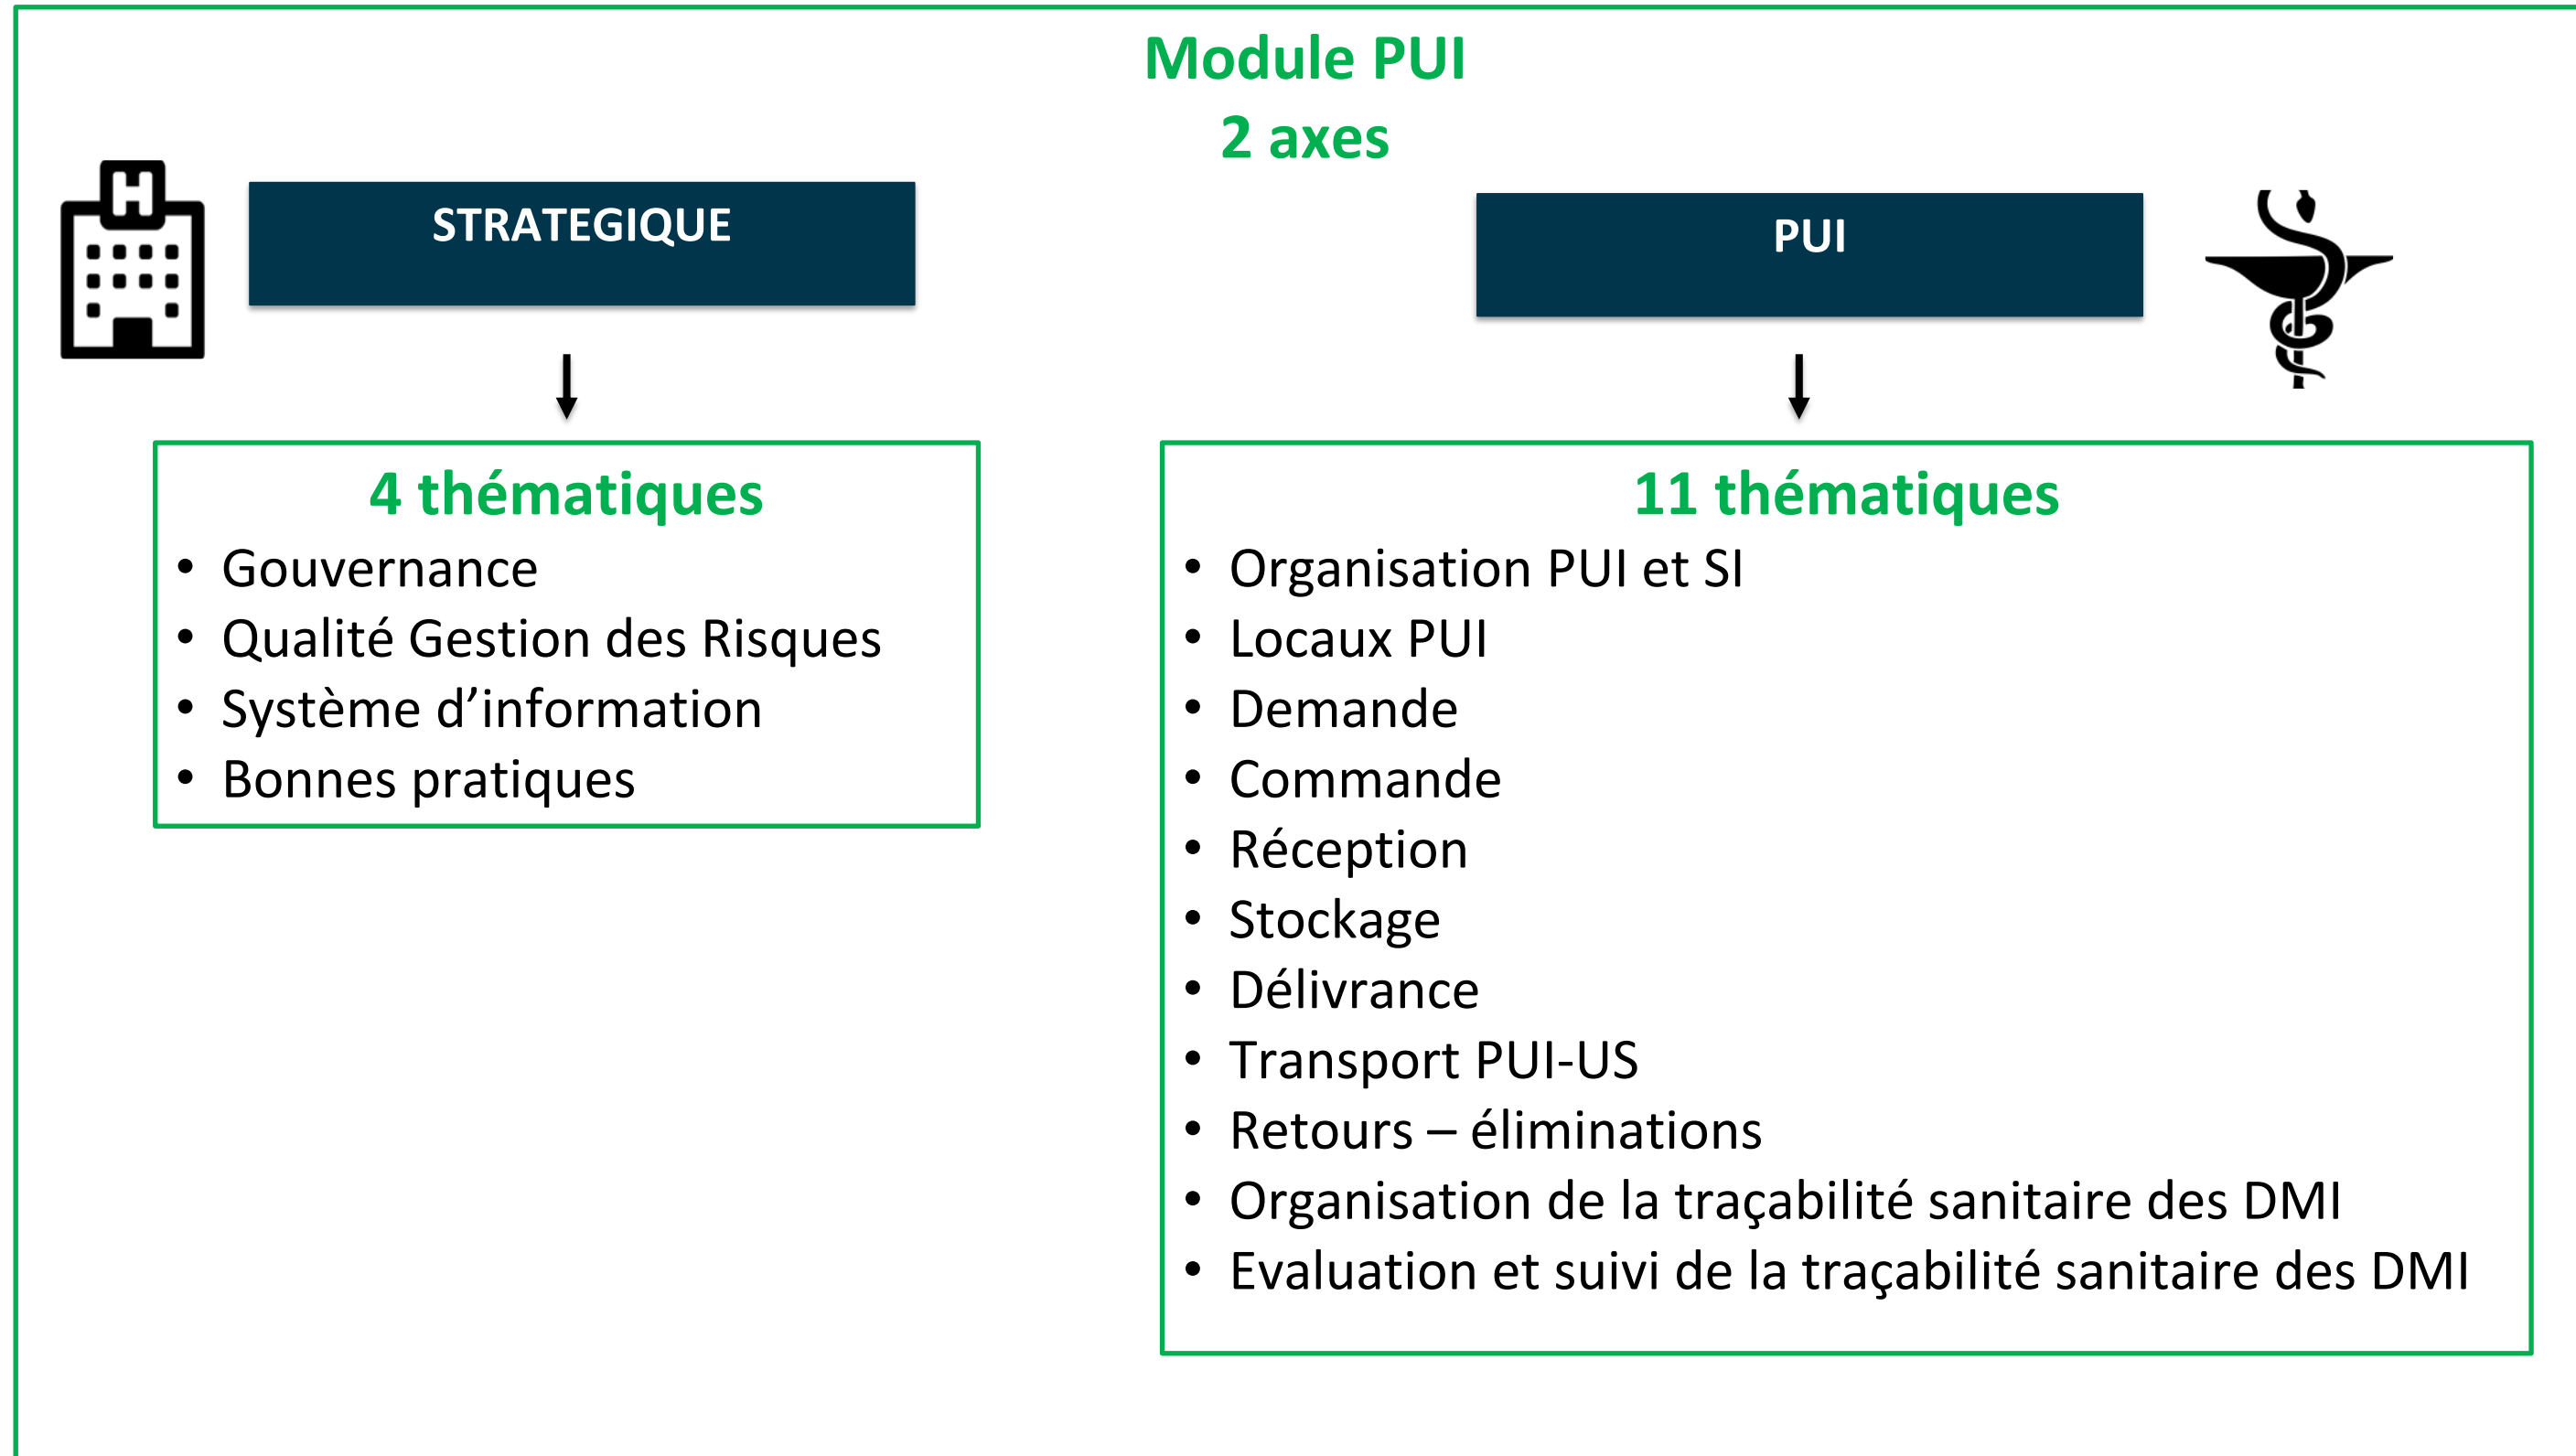 Module PUI
2 axes
H
STRATEGIQUE
PUI
4 thématiques
• Gouvernance
• Qualité Gestion des Risques
• Système d’information
• Bonnes pratiques
11 thématiques
• Organisation PUI et SI
• Locaux PUI
• Demande
• Commande
• Réception
• Stockage
• Délivrance
• Transport PUI-US
• Retours – éliminations
• Organisation de la traçabilité sanitaire des DMI
• Evaluation et suivi de la traçabilité sanitaire des DMI